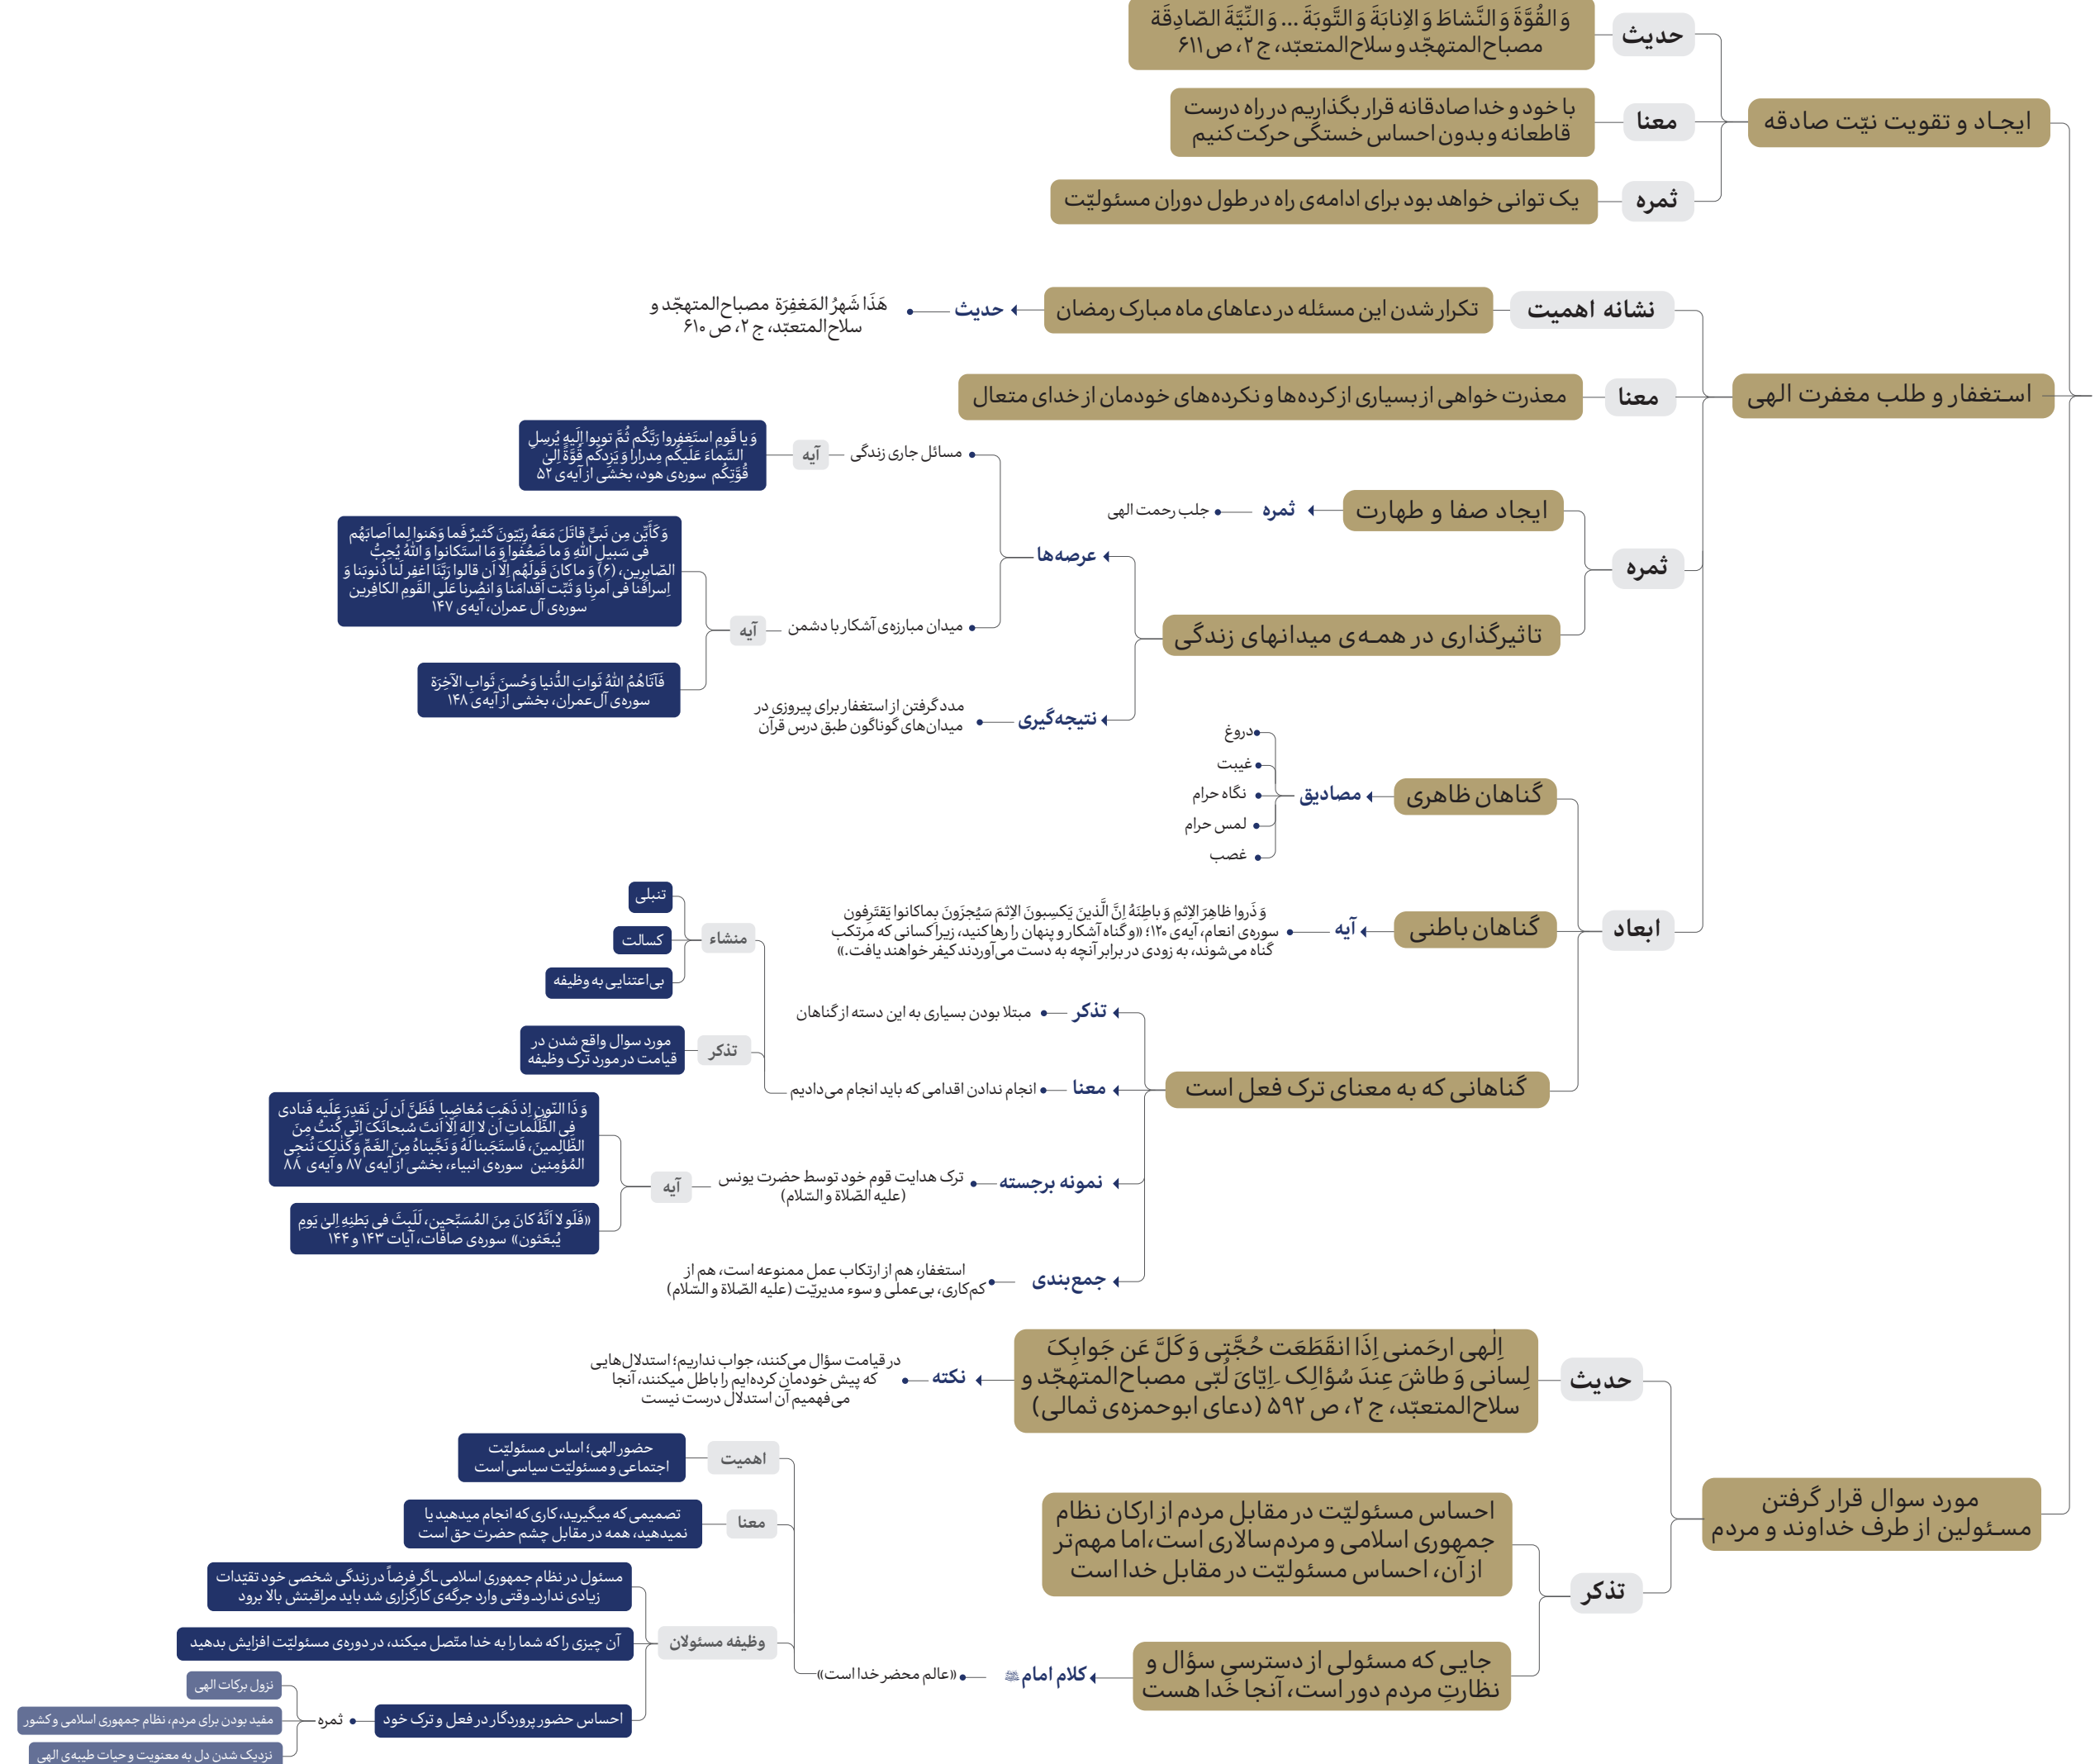 ایجـاد و تقویت نیّت صادقه
حدیث
وَ القُوَّةَ وَ النَّشاطَ وَ الاِنابَةَ وَ التَّوبَةَ ... وَ النّیَّةَ الصّادِقَة
مصباح‌المتهجّد و سلاح‌المتعبّد، ج ۲، ص ۶۱۱
معنا
با خود و خدا صادقانه قرار بگذاریم در راه درست
قاطعانه و بدون احساس خستگی حرکت کنیم
ثمره
یک توانی خواهد بود برای ادامه‌ی راه در طول دوران مسئولیّت
اسـتغفار و طلب مغفرت الهی
نشانه اهمیت
تکرار شدن این مسئله در دعاهای ماه مبارک رمضان
حدیث
هَذَا شَهرُ المَغفِرَة مصباح‌المتهجّد و
سلاح‌المتعبّد، ج ۲، ص ۶۱۰
معنا
معذرت خواهی از بسیاری از کرده‌ها و نکرده‌های خودمان از خدای متعال
ثمره
ایجاد صفا و طهارت
ثمره
جلب رحمت الهی
تاثیرگذاری در همـه‌ی میدانهای زندگی
عرصه‌ها
مسائل جاری زندگی
آیه
وَ یا قَومِ استَغفِروا رَبَّکُم ثُمَّ توبوا اِلَیهِ یُرسِلِ
السَّماءَ عَلَیکُم مِدرارا وَ یَزِدکُم قُوَّةً اِلیٰ
قُوَّتِکُم سوره‌ی هود، بخشی از آیه‌ی ۵۲
میدان مبارزه‌ی آشکار با دشمن
آیه
وَ کَأَیِّن مِن نَبِیٍّ قاتَلَ مَعَهُ رِبّیّونَ کَثیرٌ فَما وَهَنوا لِما اَصابَهُم
فی سَبیلِ اللهِ وَ ما ضَعُفوا وَ مَا استَکانوا وَ اللهُ یُحِبُّ
الصّابِرین، (۶) وَ ما کانَ قَولَهُم اِلّا اَن قالوا رَبَّنَا اغفِر لَنا ذُنوبَنا وَ
اِسرافَنا فی اَمرِنا وَ ثَبِّت اَقدامَنا وَ انصُرنا عَلَی القَومِ الکافِرین
سوره‌ی آل عمران، آیه‌ی ۱۴۷
فَآتاهُمُ اللهُ ثَوابَ الدُّنیا وَحُسنَ ثَوابِ الآخِرَة
سوره‌ی آل‌عمران، بخشی از آیه‌ی ۱۴۸
نتیجه‌گیری
مدد گرفتن از استغفار برای پیروزی در
میدان‌های گوناگون طبق درس قرآن
ابعاد
گناهان ظاهری
مصادیق
دروغ
غیبت
نگاه حرام
لمس حرام
غصب
گناهان باطنی
آیه
وَ ذَروا ظاهِرَ الاِثمِ وَ باطِنَهُ اِنَّ الَّذینَ یَکسِبونَ الاِثمَ سَیُجزَونَ بِماکانوا یَقتَرِفون
سوره‌ی انعام، آیه‌ی ۱۲۰؛ «و گناه آشکار و پنهان را رها کنید، زیرا کسانی که مرتکب
گناه می‌شوند، به زودی در برابر آنچه به دست می‌آوردند کیفر خواهند یافت.»
گناهانی که به معنای ترک فعل است
تذکر
مبتلا بودن بسیاری به این دسته از گناهان
معنا
انجام ندادن اقدامی که باید انجام می‌دادیم
منشاء
تنبلی
کسالت
بی‌اعتنایی به وظیفه
تذکر
مورد سوال واقع شدن در
قیامت در مورد ترک وظیفه
نمونه برجسته
ترک هدایت قوم خود توسط حضرت یونس
(علیه الصّلاة و السّلام)
آیه
وَ ذَا النّونِ اِذ ذَهَبَ مُغاضِبا فَظَنَّ اَن لَن نَقدِرَ عَلَیه فَنادیٰ
فِی الظُّلُماتِ اَن لا اِلهَ اِلّا اَنتَ سُبحانَکَ اِنّی کُنتُ مِنَ
الظّالِمینَ، فَاستَجَبنا لَهُ وَ نَجَّیناهُ مِنَ الغَمِّ وَ کَذٰلِکَ نُنجِی
المُؤمِنین سوره‌ی انبیاء، بخشی از آیه‌ی ۸۷ و آیه‌ی ۸۸
«فَلَو لا اَنَّهُ کانَ مِنَ المُسَبِّحین، لَلَبِثَ فی بَطنِهِ اِلیٰ یَومِ
یُبعَثون» سوره‌ی صافّات، آیات ۱۴۳ و ۱۴۴
جمع‌بندی
استغفار، هم از ارتکاب عمل ممنوعه است، هم از
کم‌کاری، بی‌عملی و سوء مدیریّت (علیه الصّلاة و السّلام)
مورد سوال قرار گرفتن
مسـئولین از طرف خداوند و مردم
حدیث
اِلٰهی ارحَمنی اِذَا انقَطَعَت حُجَّتی وَ کَلَّ عَن جَوابِکَ
لِسانی وَ طاشَ عِندَ سُؤالِک َاِیّایَ لُبّی مصباح‌المتهجّد و
سلاح‌المتعبّد، ج ۲، ص ۵۹۲ (دعای ابوحمزه‌ی ثمالی)
نکته
در قیامت سؤال می‌کنند، جواب نداریم؛ استدلال‌هایی
که پیش خودمان کرده‌ایم را باطل میکنند، آنجا
می‌فهمیم آن استدلال درست نیست
تذکر
احساس مسئولیّت در مقابل مردم از ارکان نظام
جمهوری اسلامی و مردم‌سالاری است،اما مهم‌تر
از آن، احساس مسئولیّت در مقابل خدا است
جایی که مسئولی از دسترسیِ سؤال و
نظارتِ مردم دور است، آنجا خدا هست
کلام امام
«عالم محضر خدا است»
اهمیت
حضور الهی؛ اساس مسئولیّت
اجتماعی و مسئولیّت سیاسی است
معنا
تصمیمی که میگیرید، کاری که انجام میدهید یا
نمیدهید، همه در مقابل چشم حضرت حق است
وظیفه مسئولان
مسئول در نظام جمهوری اسلامی ـاگر فرضاً در زندگی شخصی خود تقیّدات
زیادی نداردـ وقتی وارد جرگه‌ی کارگزاری شد باید مراقبتش بالا برود
آن چیزی را که شما را به خدا متّصل میکند، در دوره‌ی مسئولیّت افزایش بدهید
احساس حضور پروردگار در فعل و ترک خود
ثمره
نزول برکات الهی
مفید بودن برای مردم، نظام جمهوری اسلامی و کشور
نزدیک شدن دل به معنویت و حیات طیبه‌ی الهی